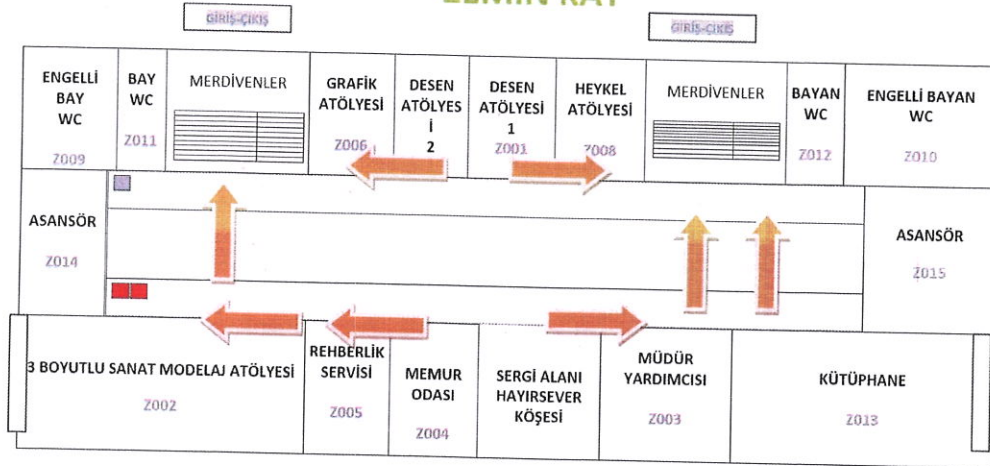 ZEMİN KAT
GİRİŞ-ÇIKIŞ
GİRİŞ-ÇIKIŞ
ENGELLİ
BAY
WC
Z009
BAY
WC
Z011
MERDİVENLER
GRAFİK
ATÖLYESİ
Z006
DESEN
ATÖLYES
İ
2
DESEN
ATÖLYESİ
1
Z001
HEYKEL
ATÖLYESİ
Z008
MERDİVENLER
BAYAN
WC
Z012
ENGELLİ BAYAN
WC
Z010
ASANSÖR
Z014
ASANSÖR
Z015
3 BOYUTLU SANAT MODELAJ ATÖLYESİ
Z002
REHBERLİK
SERVİSİ
Z005
MEMUR
ODASI
Z004
SERGİ ALANI
HAYIRSEVER
KÖŞESİ
MÜDÜR
YARDIMCISI
Z003
KÜTÜPHANE
Z013